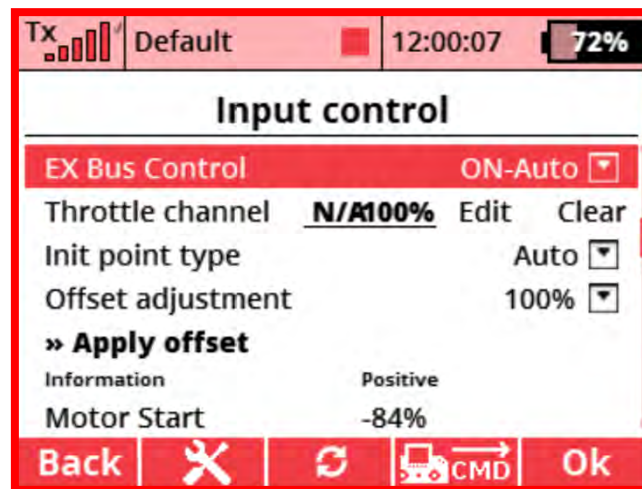 Tx Default 12:00:07 72%
Input control
EX Bus Control ON-Auto
Throttle channel N/A100% Edit Clear
Init point type Auto
Offset adjustment 100%
» Apply offset
Information Positive
Motor Start -84%
Back CMD Ok